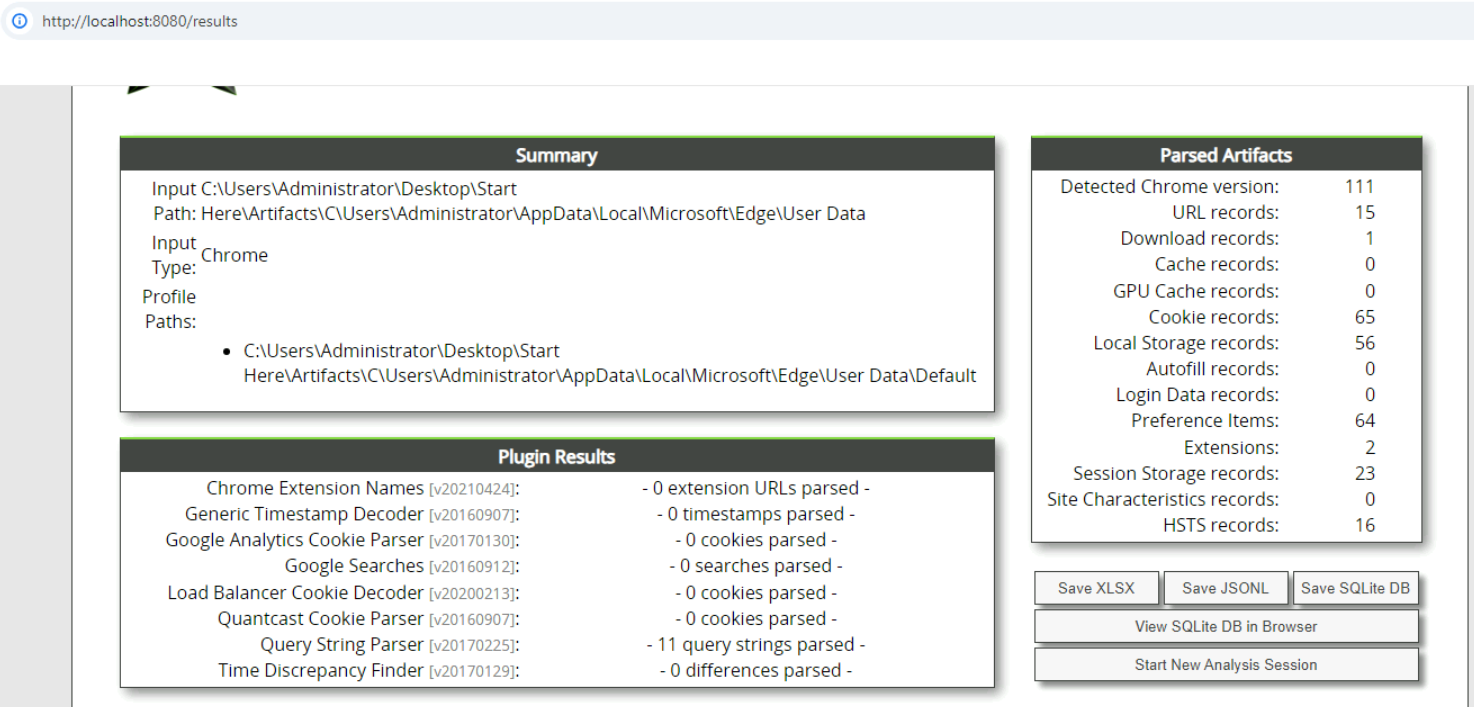 http://localhost:8080/results
Summary
Input Path: C:\Users\Administrator\Desktop\Start
Here\Artifacts\C\Users\Administrator\AppData\Local\Microsoft\Edge\User Data
Input Type: Chrome
Profile Paths:
• C:\Users\Administrator\Desktop\Start
Here\Artifacts\C\Users\Administrator\AppData\Local\Microsoft\Edge\User Data\Default
Plugin Results
Chrome Extension Names [v20210424]: - 0 extension URLs parsed -
Generic Timestamp Decoder [v20160907]: - 0 timestamps parsed -
Google Analytics Cookie Parser [v20170130]: - 0 cookies parsed -
Google Searches [v20160912]: - 0 searches parsed -
Load Balancer Cookie Decoder [v20200213]: - 0 cookies parsed -
Quantcast Cookie Parser [v20160907]: - 0 cookies parsed -
Query String Parser [v20170225]: - 11 query strings parsed -
Time Discrepancy Finder [v20170129]: - 0 differences parsed -
Parsed Artifacts
Detected Chrome version: 111
URL records: 15
Download records: 1
Cache records: 0
GPU Cache records: 0
Cookie records: 65
Local Storage records: 56
Autofill records: 0
Login Data records: 0
Preference Items: 64
Extensions: 2
Session Storage records: 23
Site Characteristics records: 0
HSTS records: 16
Save XLSX Save JSONL Save SQLite DB
View SQLite DB in Browser
Start New Analysis Session